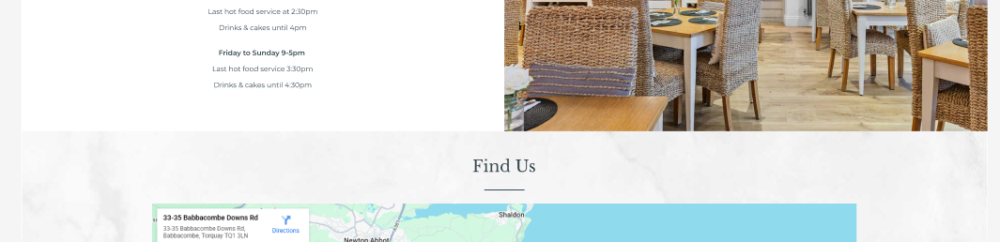 Last hot food service at 2:30pm
Drinks & cakes until 4pm
Friday to Sunday 9-5pm
Last hot food service 3:30pm
Drinks & cakes until 4:30pm
Find Us
33-35 Babbacombe Downs Rd
33-35 Babbacombe Downs Rd,
Babbacombe, Torquay TQ1 3LN
Directions
Shaldon
Newton Abbot